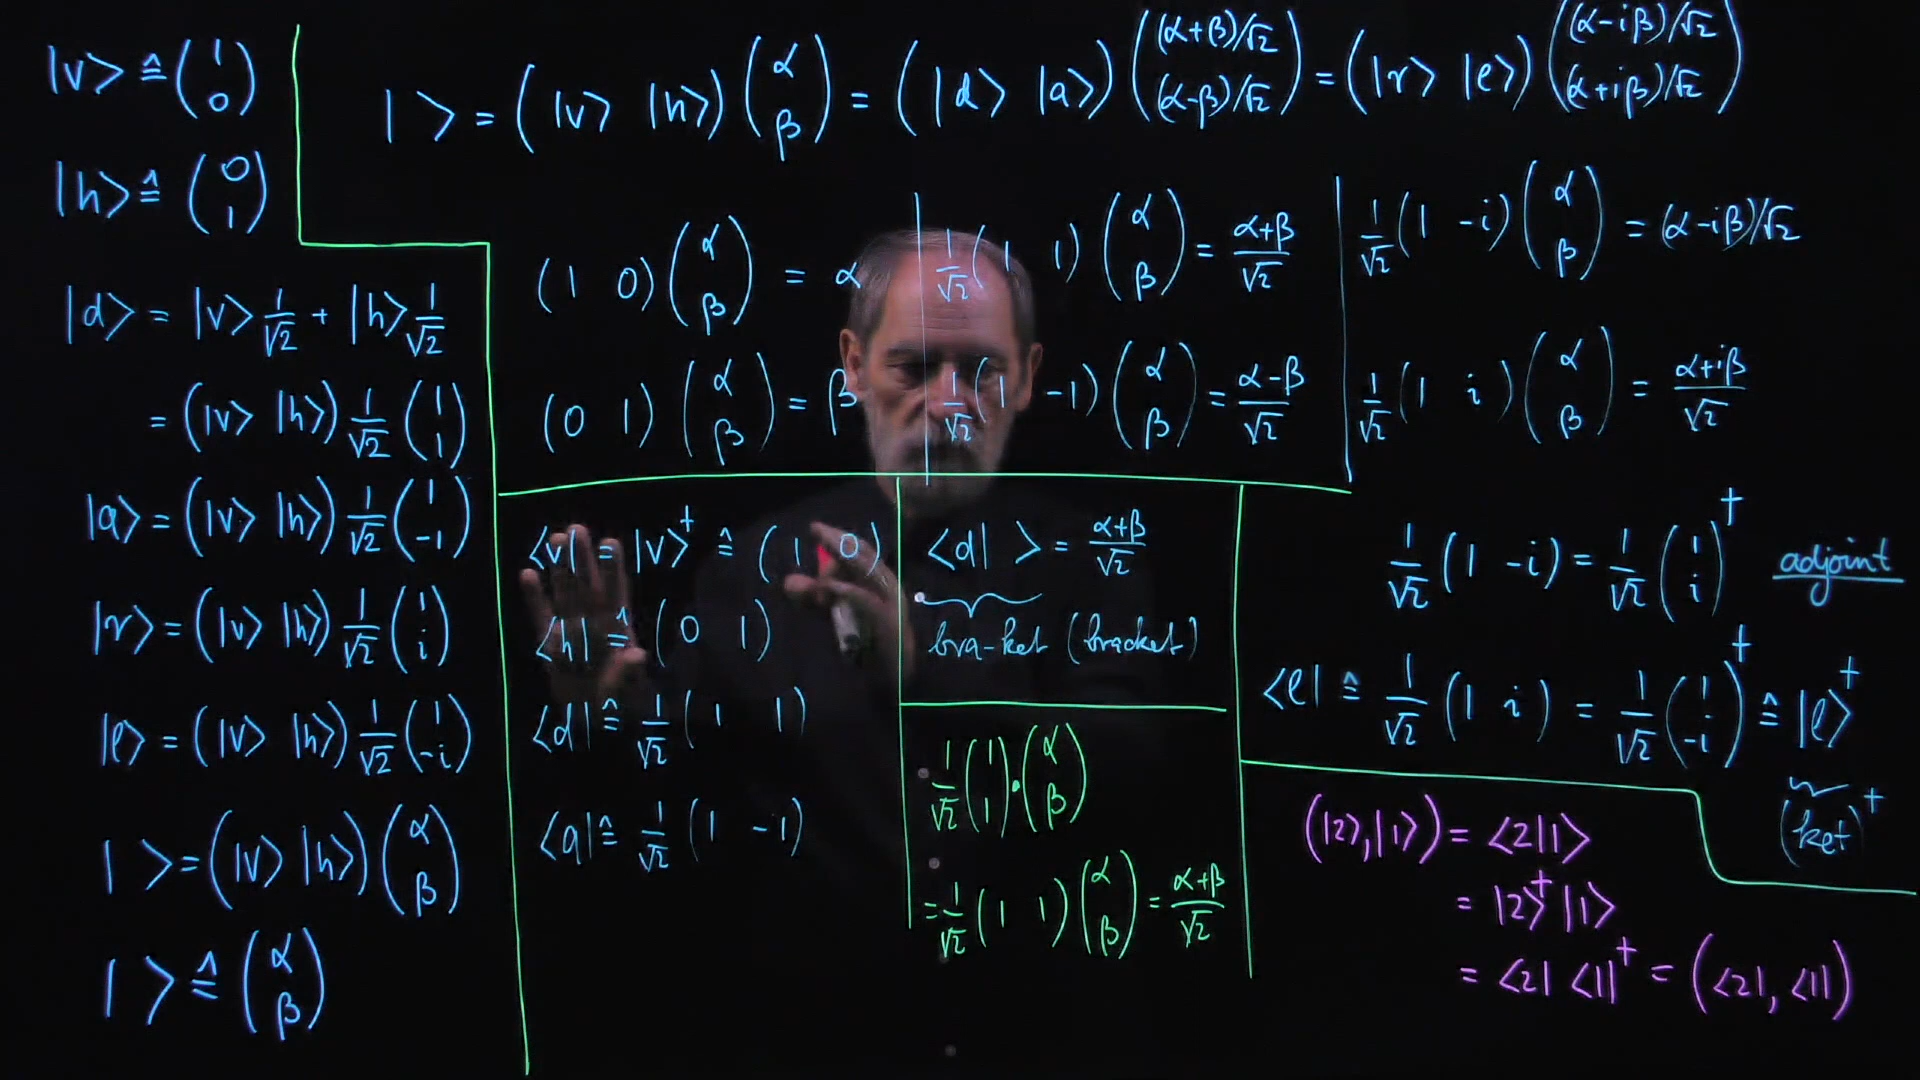 |v> ≙ (1 0)
|h> ≙ (0 1)
|d> = |v> 1/√2 + |h> 1/√2
= (|v> |h>) 1/√2 (1 1)
|a> = (|v> |h>) 1/√2 (1 -1)
|r> = (|v> |h>) 1/√2 (1 i)
|ℓ> = (|v> |h>) 1/√2 (1 -i)
| > = (|v> |h>) (α β)
| > ≙ (α β)
| > = (|v> |h>) (α β) = (|d> |a>) ((α+β)/√2 (α-β)/√2) = (|r> |ℓ>) ((α-iβ)/√2 (α+iβ)/√2)
(1 0) (α β) = α
(0 1) (α β) = β
1/√2 (1 1) (α β) = α+β/√2
1/√2 (1 -1) (α β) = α-β/√2
1/√2 (1 -i) (α β) = (α-iβ)/√2
1/√2 (1 i) (α β) = α+iβ/√2
<v| = |v>† ≙ (1 0)
<h| ≙ (0 1)
<d| ≙ 1/√2 (1 1)
<a| ≙ 1/√2 (1 -1)
<d| > = α+β/√2
bra-ket (bracket)
1/√2 (1 1) • (α β)
= 1/√2 (1 1) (α β) = α+β/√2
1/√2 (1 -i) = 1/√2 (1 i)† adjoint
<ℓ| ≙ 1/√2 (1 i) = 1/√2 (1 -i)† ≙ |ℓ>†
(ket)†
(|2>, |1>) = <2|1>
= |2>† |1>
= <2| <1|† = (<2|, <1|)